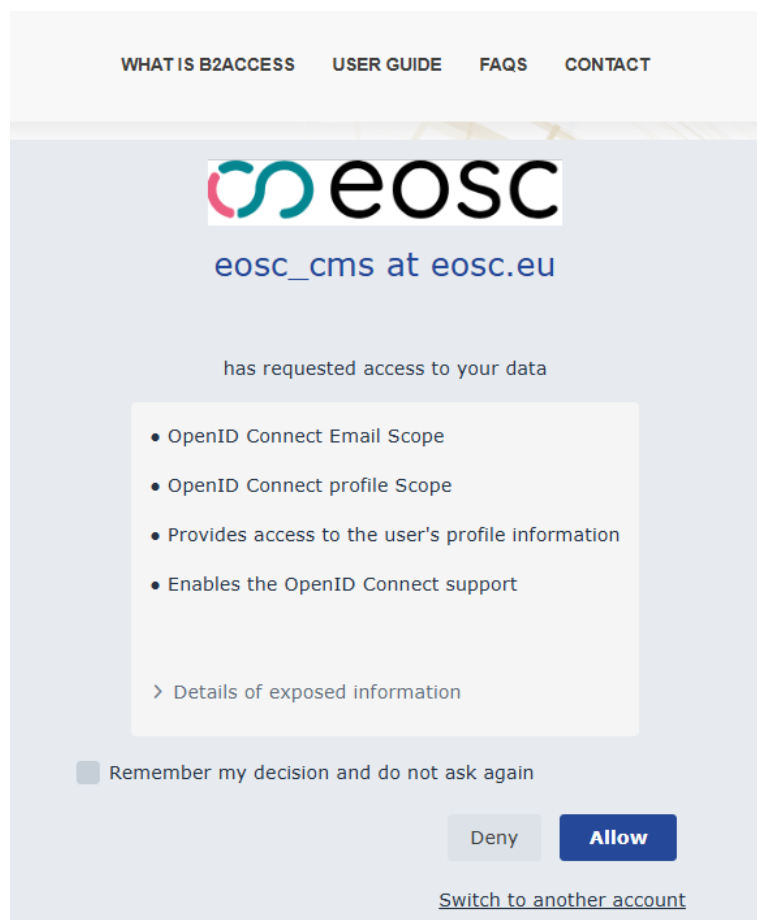 WHAT IS B2ACCESS USER GUIDE FAQS CONTACT
eosc
eosc_cms at eosc.eu
has requested access to your data
● OpenID Connect Email Scope
● OpenID Connect profile Scope
● Provides access to the user's profile information
● Enables the OpenID Connect support
> Details of exposed information
Remember my decision and do not ask again
Deny Allow
Switch to another account